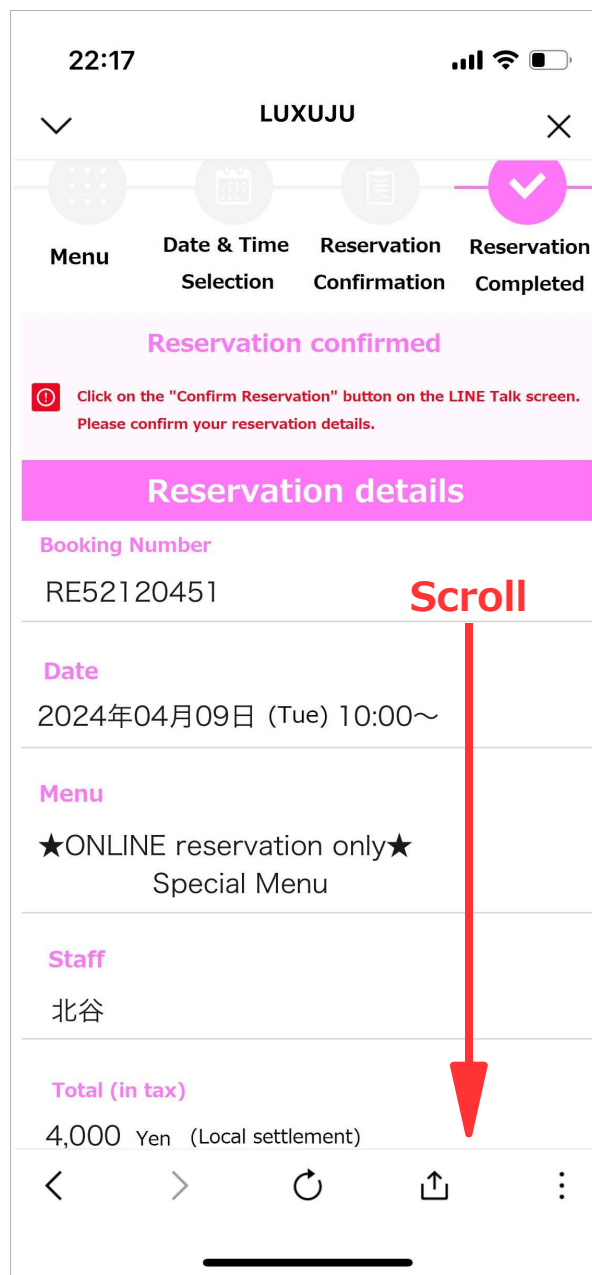 22:17
LUXUJU
Menu
Date & Time
Selection
Reservation
Confirmation
Reservation
Completed
Reservation confirmed
Click on the "Confirm Reservation" button on the LINE Talk screen.
Please confirm your reservation details.
Reservation details
Booking Number
RE52120451
Scroll
Date
2024年04月09日 (Tue) 10:00～
Menu
★ONLINE reservation only★
Special Menu
Staff
北谷
Total (in tax)
4,000 Yen (Local settlement)